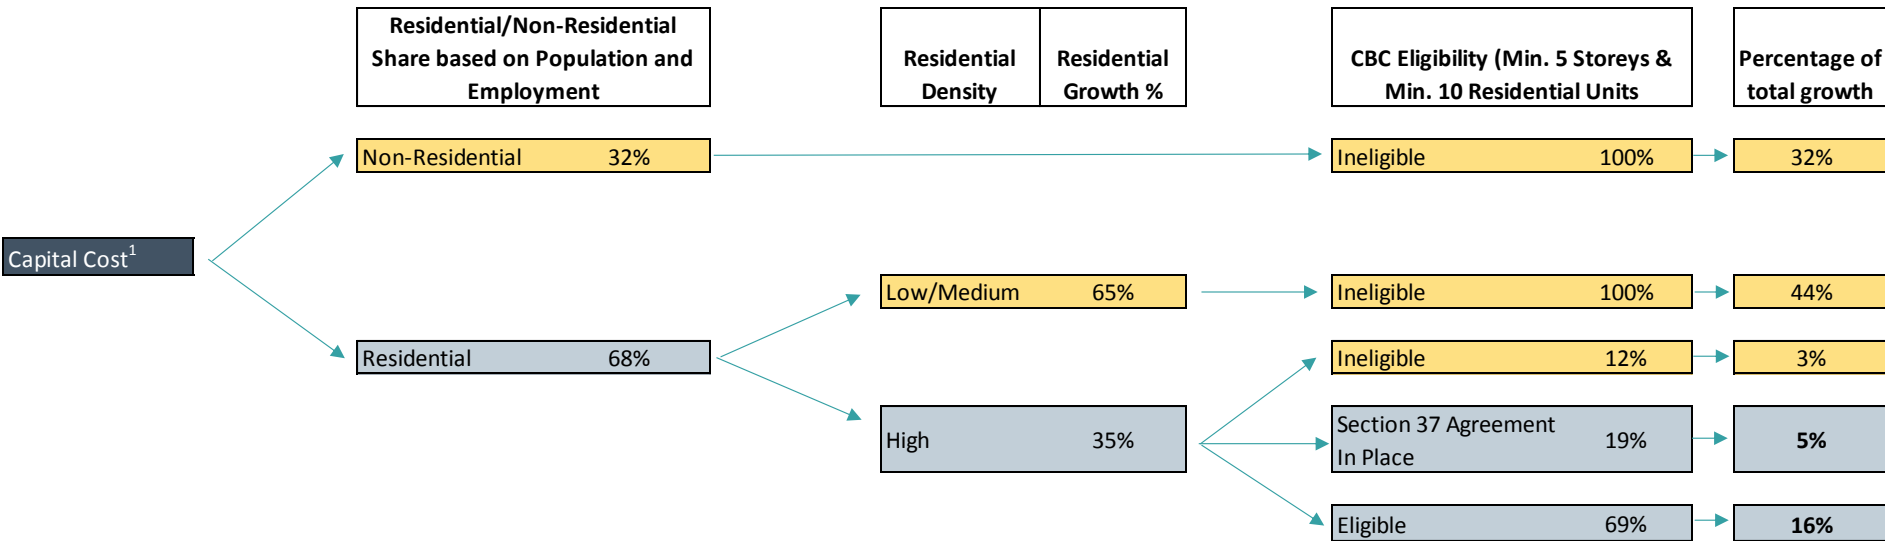 Residential/Non-Residential
Share based on Population and
Employment
Residential
Density
Residential
Growth %
CBC Eligibility (Min. 5 Storeys &
Min. 10 Residential Units
Percentage of
total growth
Non-Residential 32%
Ineligible 100%
32%
Capital Cost1
Low/Medium 65%
Ineligible 100%
44%
Residential 68%
Ineligible 12%
3%
High 35%
Section 37 Agreement
In Place
19%
5%
Eligible 69%
16%